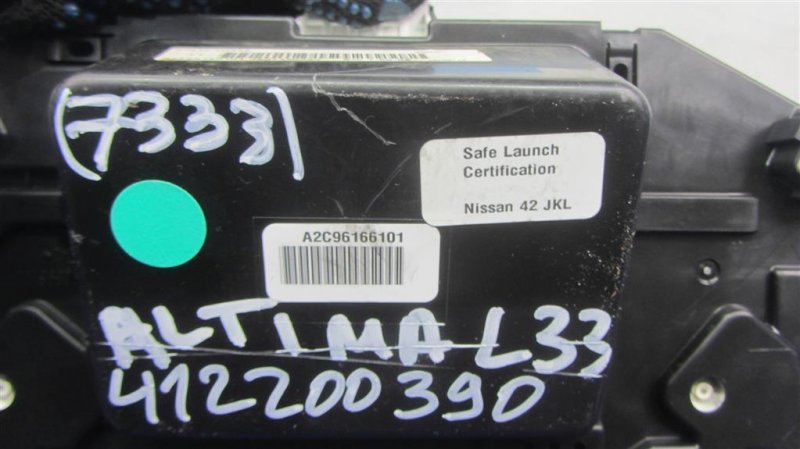 (7333)
Safe Launch
Certification
Nissan 42 JKL
A2C96166101
ALTIMA L33
412200390